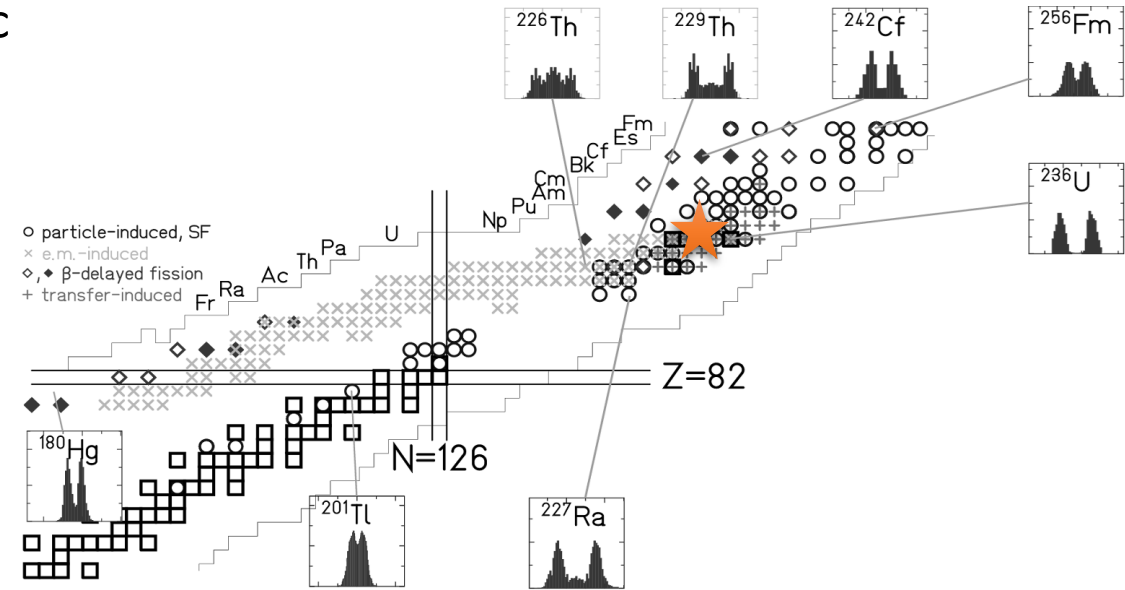 C
²²⁶Th
²²⁹Th
²⁴²Cf
²⁵⁶Fm
Fm
Es
Cf
Bk
Cm
Am
Pu
Np
U
Pa
Th
Ac
Ra
Fr
²³⁶U
particle-induced, SF
e.m.-induced
, β-delayed fission
transfer-induced
Z=82
N=126
¹⁸⁰Hg
²⁰¹Tl
²²⁷Ra